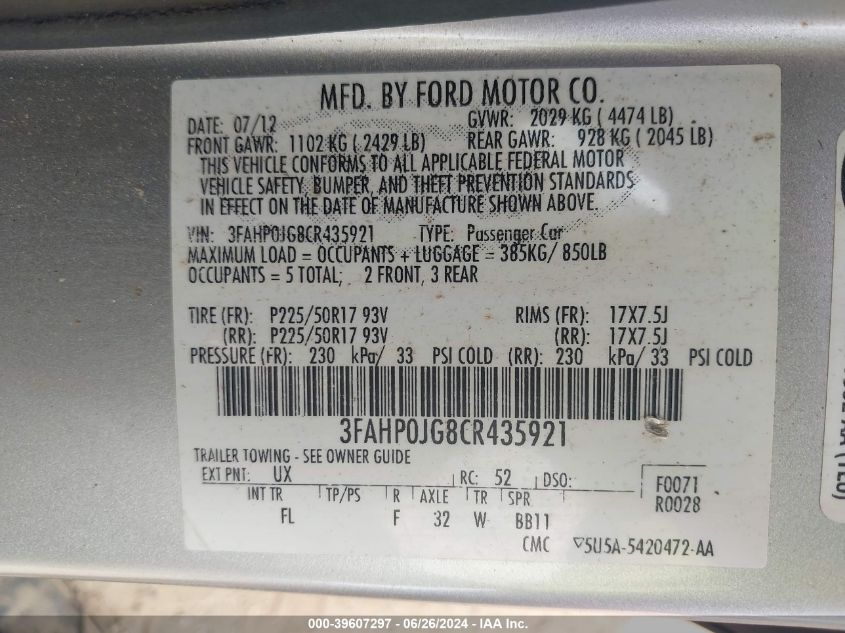 MFD. BY FORD MOTOR CO.
DATE: 07/12 GVWR: 2029 KG ( 4474 LB)
FRONT GAWR: 1102 KG ( 2429 LB) REAR GAWR: 928 KG ( 2045 LB)
THIS VEHICLE CONFORMS TO ALL APPLICABLE FEDERAL MOTOR
VEHICLE SAFETY, BUMPER, AND THEFT PREVENTION STANDARDS
IN EFFECT ON THE DATE OF MANUFACTURE SHOWN ABOVE.
VIN: 3FAHP0JG8CR435921 TYPE: Passenger Car
MAXIMUM LOAD = OCCUPANTS + LUGGAGE = 385KG/ 850LB
OCCUPANTS = 5 TOTAL; 2 FRONT, 3 REAR
TIRE (FR): P225/50R17 93V RIMS (FR): 17X7.5J
(RR): P225/50R17 93V (RR): 17X7.5J
PRESSURE (FR): 230 kPa/ 33 PSI COLD (RR): 230 kPa/ 33 PSI COLD
3FAHP0JG8CR435921
TRAILER TOWING - SEE OWNER GUIDE
EXT PNT: UX RC: 52 DSO: F0071
INT TR TP/PS R AXLE TR SPR R0028
FL F 32 W BB11
CMC 5U5A-5420472-AA
000-39607297 - 06/26/2024 - IAA Inc.